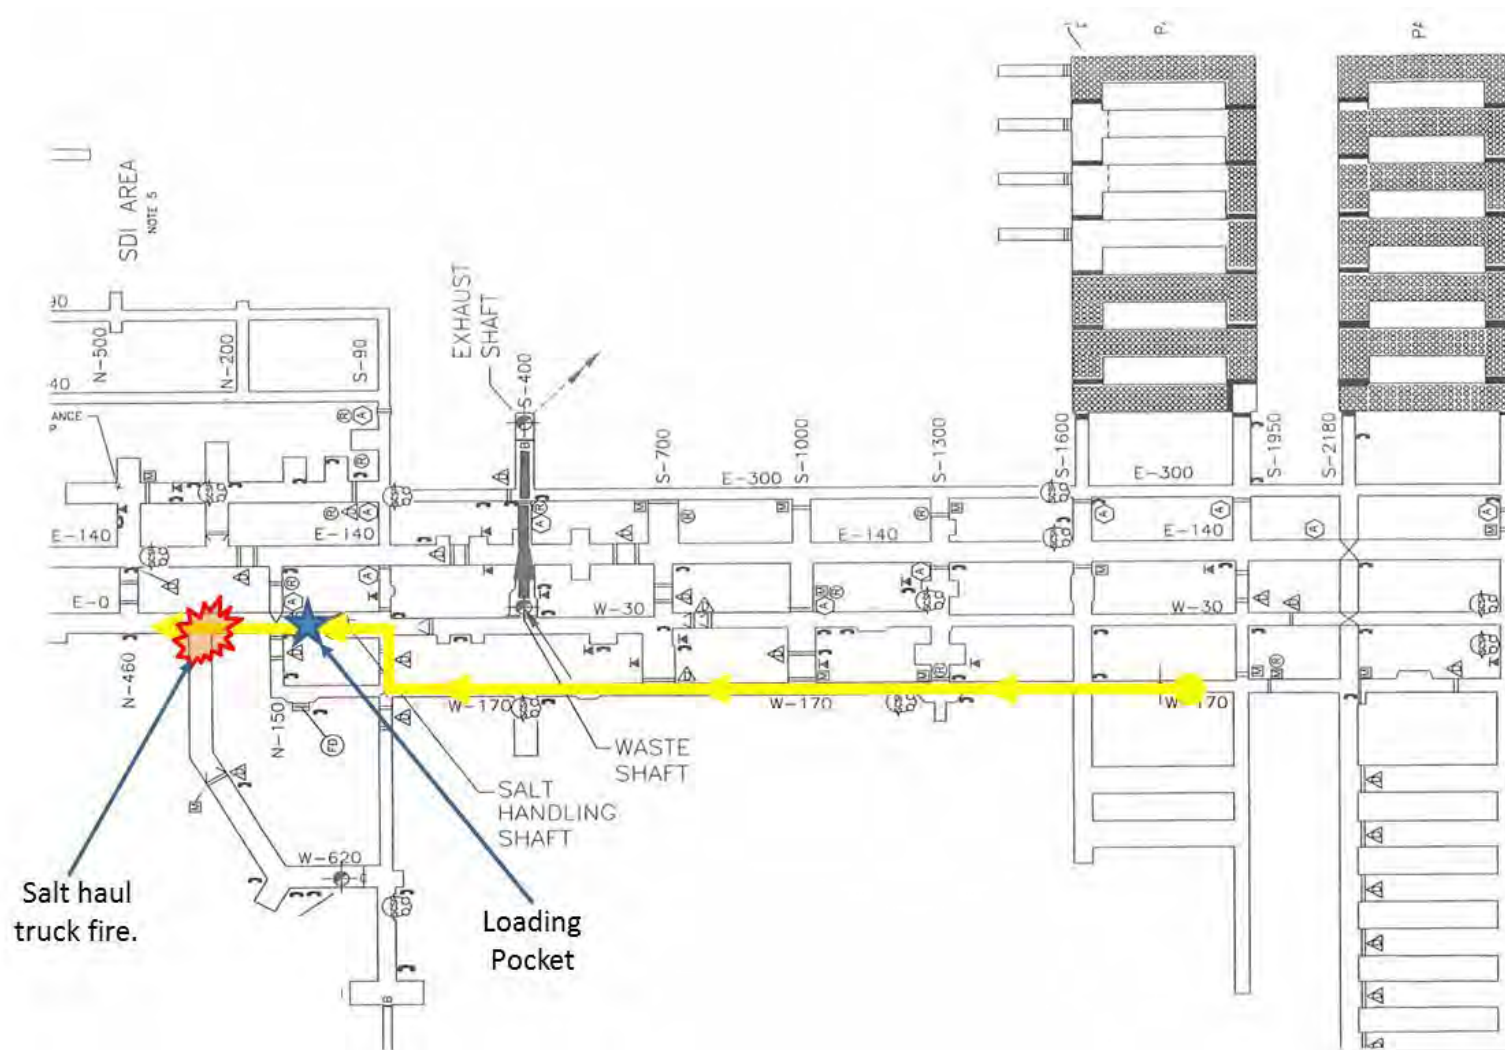 SDI AREA
NOTE 5
N-500
N-200
S-90
EXHAUST
SHAFT
S-400
S-700
S-1000
S-1300
S-1600
S-1950
S-2180
E-300
E-300
E-140
E-140
E-140
E-140
E-0
W-30
W-30
N-460
N-150
W-170
W-170
W-170
FD
WASTE
SHAFT
SALT
HANDLING
SHAFT
W-620
Salt haul
truck fire.
Loading
Pocket